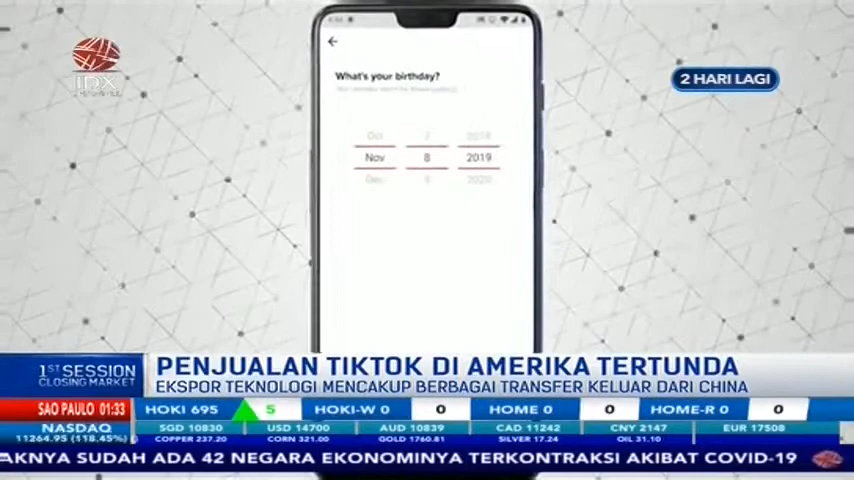 IDX
2 HARI LAGI
What's your birthday?
Oct 7 2018
Nov 8 2019
Dec 9 2020
1ST SESSION
CLOSING MARKET
PENJUALAN TIKTOK DI AMERIKA TERTUNDA
EKSPOR TEKNOLOGI MENCAKUP BERBAGAI TRANSFER KELUAR DARI CHINA
SAO PAULO 01:33
HOKI 695 5 HOKI-W 0 0 HOME 0 0 HOME-R 0 0
NASDAQ
11264.95 (118.45%)
SGD 10830 USD 14700 AUD 10839 CAD 11242 CNY 2147 EUR 17508
COPPER 237.20 CORN 321.00 GOLD 1760.81 SILVER 17.24 OIL 31.10
AKNYA SUDAH ADA 42 NEGARA EKONOMINYA TERKONTRAKSI AKIBAT COVID-19